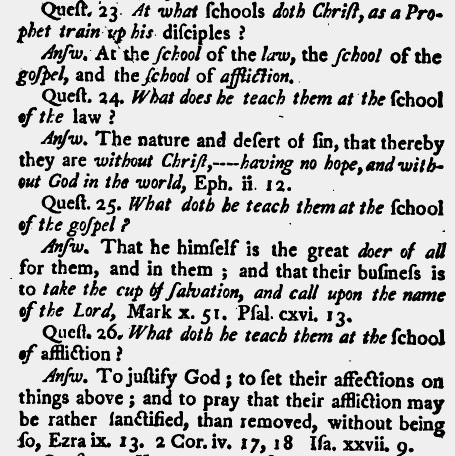 Queſt. 23. At what ſchools doth Chriſt, as a Pro-
phet train up his diſciples ?
Anſw. At the ſchool of the law, the ſchool of the
goſpel, and the ſchool of affliction.
Queſt. 24. What does he teach them at the ſchool
of the law ?
Anſw. The nature and deſert of ſin, that thereby
they are without Chriſt,----having no hope, and with-
out God in the world, Eph. ii. 12.
Queſt. 25. What doth he teach them at the ſchool
of the goſpel ?
Anſw. That he himſelf is the great doer of all
for them, and in them ; and that their buſineſs is
to take the cup of ſalvation, and call upon the name
of the Lord, Mark x. 51. Pſal. cxvi. 13.
Queſt. 26. What doth he teach them at the ſchool
of affliction ?
Anſw. To juſtify God ; to ſet their affections on
things above ; and to pray that their affliction may
be rather ſanctified, than removed, without being
ſo, Ezra ix. 13. 2 Cor. iv. 17, 18 Iſa. xxvii. 9.